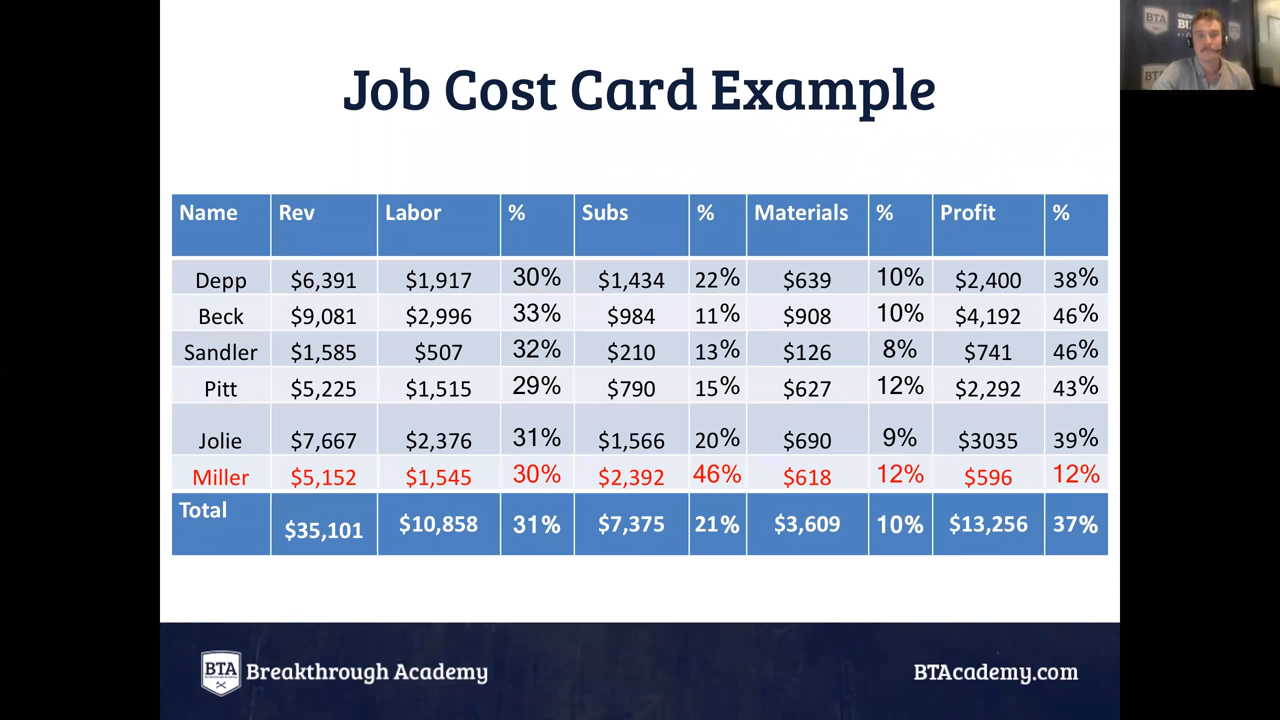 Job Cost Card Example
Name Rev Labor % Subs % Materials % Profit %
Depp $6,391 $1,917 30% $1,434 22% $639 10% $2,400 38%
Beck $9,081 $2,996 33% $984 11% $908 10% $4,192 46%
Sandler $1,585 $507 32% $210 13% $126 8% $741 46%
Pitt $5,225 $1,515 29% $790 15% $627 12% $2,292 43%
Jolie $7,667 $2,376 31% $1,566 20% $690 9% $3035 39%
Miller $5,152 $1,545 30% $2,392 46% $618 12% $596 12%
Total $35,101 $10,858 31% $7,375 21% $3,609 10% $13,256 37%
BTA Breakthrough Academy
BTAcademy.com
BTA
BTA